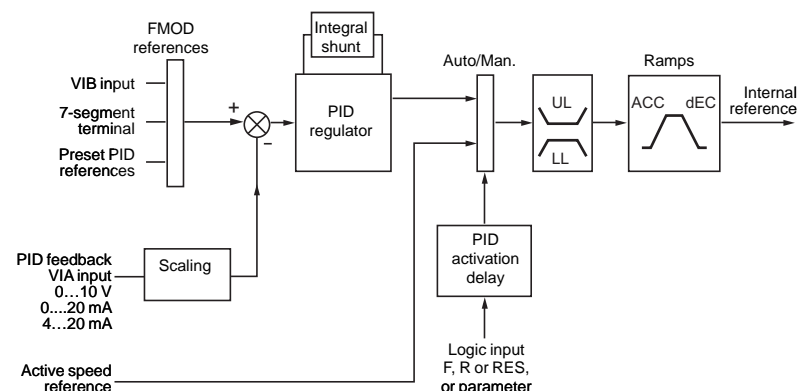 FMOD
references
VIB input
7-segment
terminal
Preset PID
references
+
−
Integral
shunt
PID
regulator
Auto/Man.
UL
LL
Ramps
ACC dEC
Internal
reference
PID feedback
VIA input
0...10 V
0....20 mA
4...20 mA
Scaling
PID
activation
delay
Logic input
F, R or RES,
or parameter
Active speed
reference